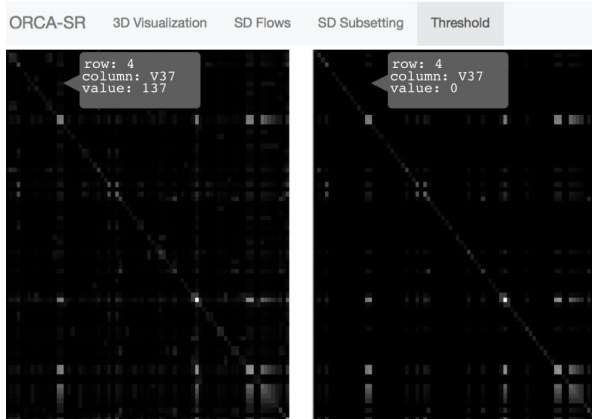 ORCA-SR 3D Visualization SD Flows SD Subsetting Threshold
row: 4
column: V37
value: 137
row: 4
column: V37
value: 0